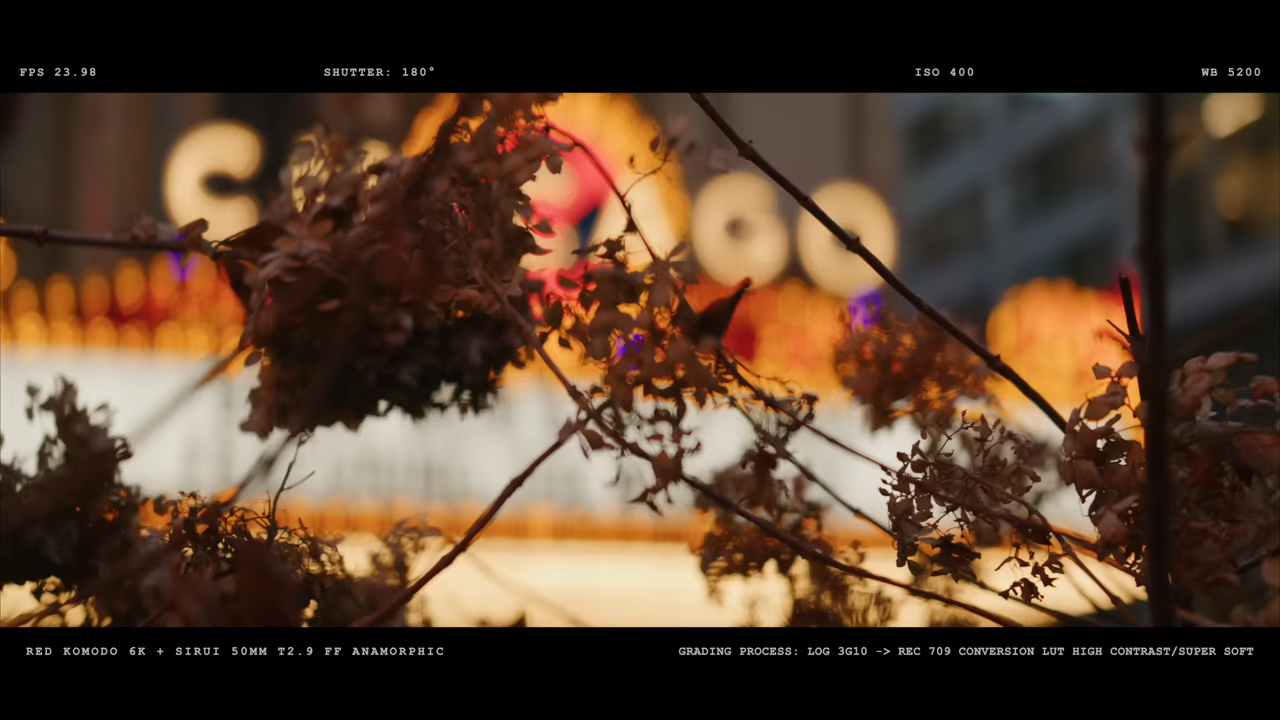 FPS 23.98
SHUTTER: 180°
ISO 400
WB 5200
RED KOMODO 6K + SIRUI 50MM T2.9 FF ANAMORPHIC
GRADING PROCESS: LOG 3G10 -> REC 709 CONVERSION LUT HIGH CONTRAST/SUPER SOFT